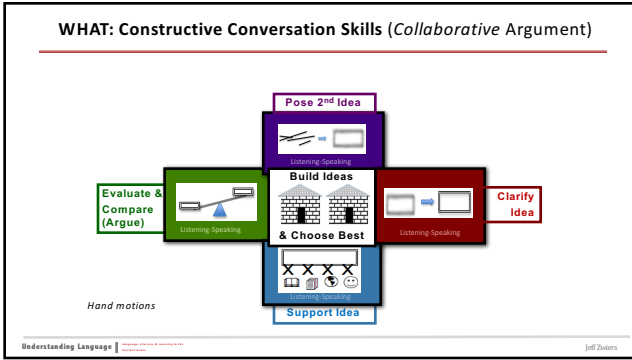 WHAT: Constructive Conversation Skills (Collaborative Argument)
Pose 2nd Idea
Listening-Speaking
Evaluate &
Compare
(Argue)
Listening-Speaking
Build Ideas
& Choose Best
Clarify
Idea
Listening-Speaking
X X X X
Listening-Speaking
Support Idea
Hand motions
Understanding Language
Jeff Zwiers